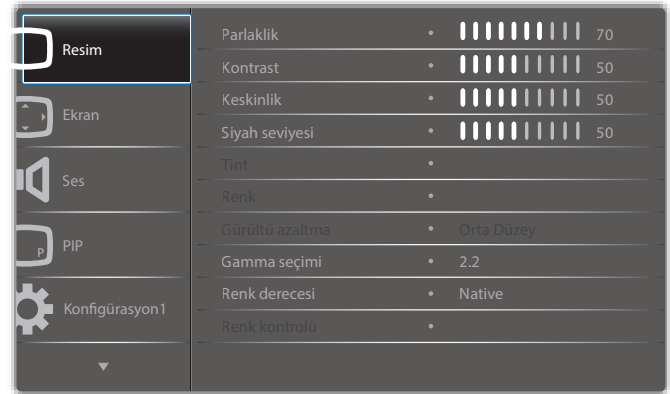 Resim
Ekran
Ses
P
PIP
Konfigürasyon1
Parlaklik • 70
Kontrast • 50
Keskinlik • 50
Siyah seviyesi • 50
Tint •
Renk •
Gürültü azaltma • Orta Düzey
Gamma seçimi • 2.2
Renk derecesi • Native
Renk kontrolü •